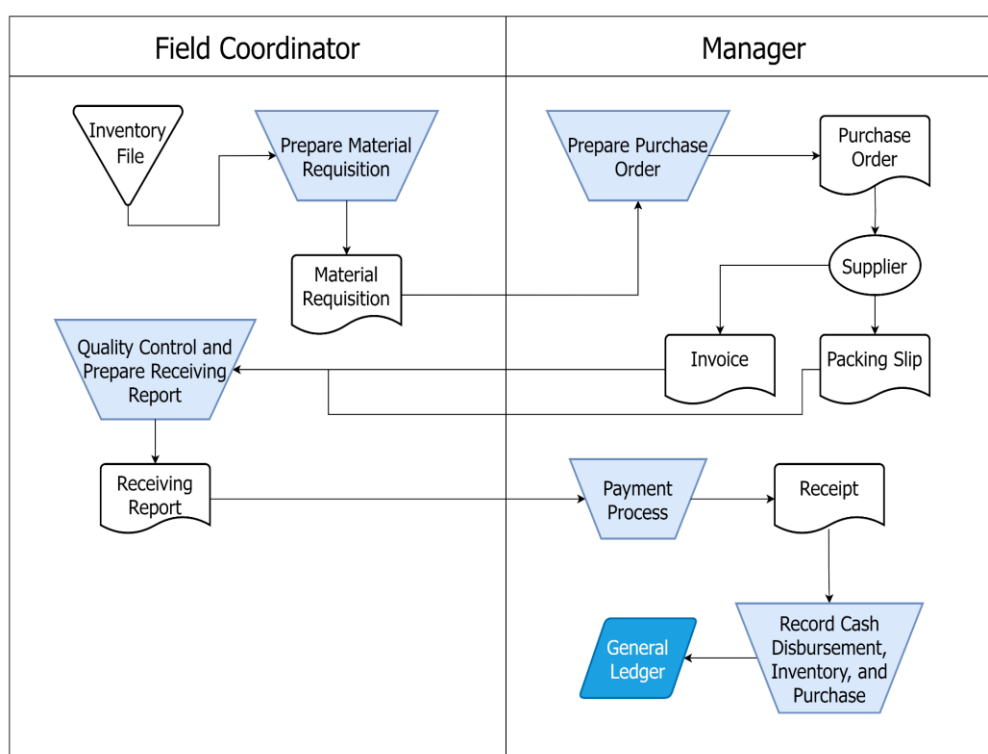 Field Coordinator
Manager
Inventory
File
Prepare Material
Requisition
Prepare Purchase
Order
Purchase
Order
Material
Requisition
Supplier
Quality Control and
Prepare Receiving
Report
Invoice
Packing Slip
Receiving
Report
Payment
Process
Receipt
General
Ledger
Record Cash
Disbursement,
Inventory, and
Purchase